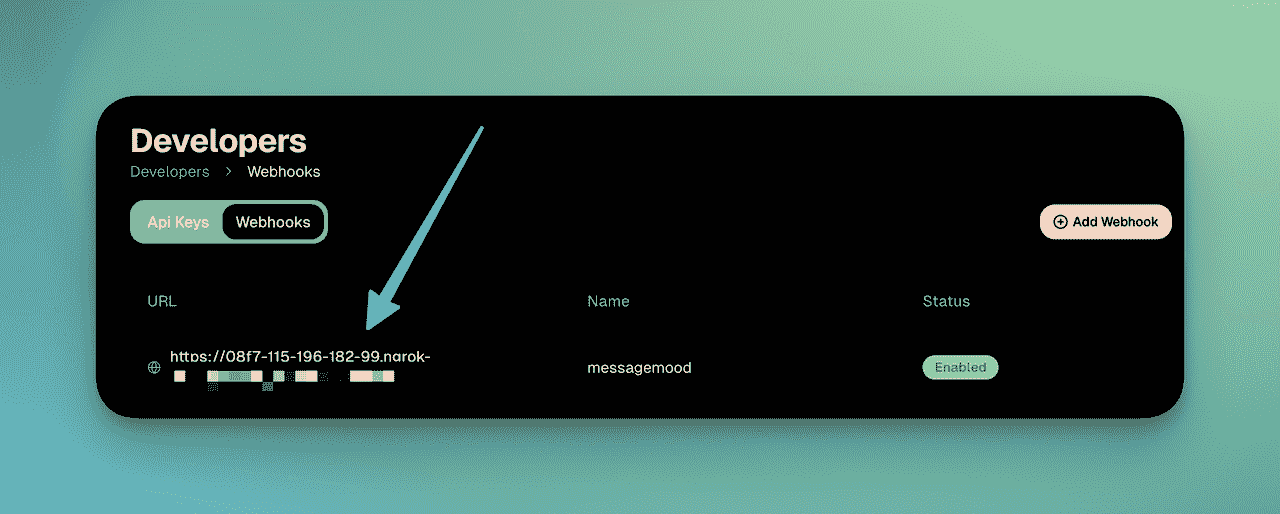 Developers
Developers > Webhooks
Api Keys Webhooks
Add Webhook
URL Name Status
https://08f7-115-196-182-99.ngrok-
messagemood
Enabled